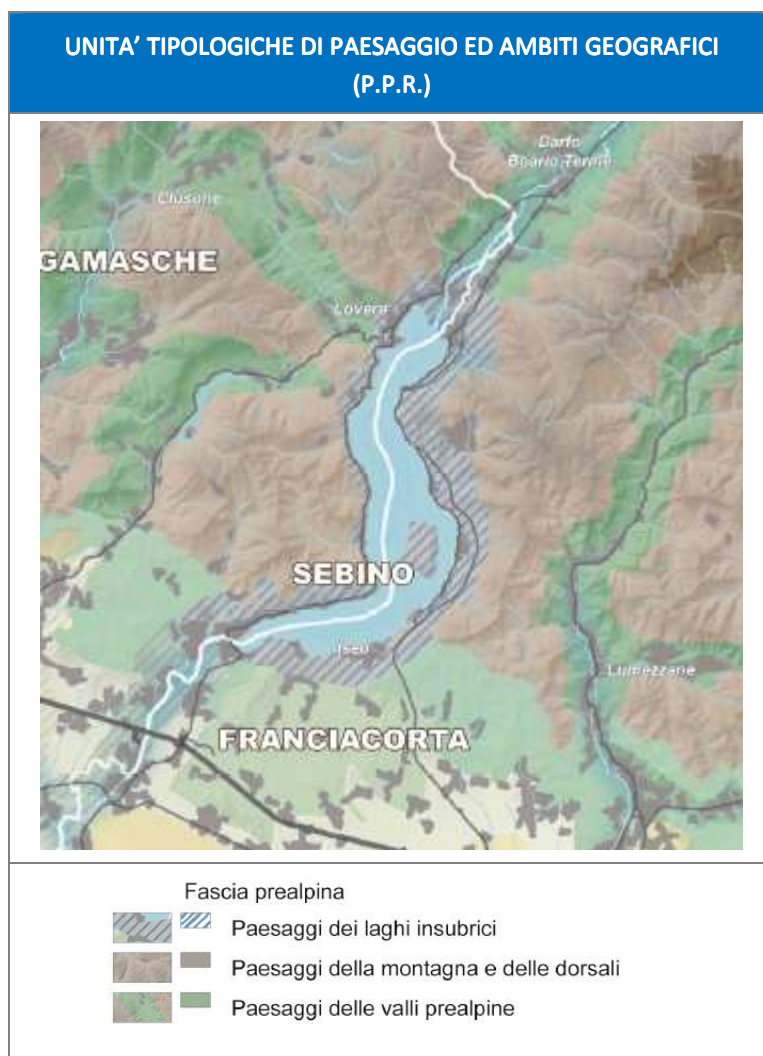 UNITA’ TIPOLOGICHE DI PAESAGGIO ED AMBITI GEOGRAFICI
(P.P.R.)
Darfo
Boario Terme
Clusone
GAMASCHE
Lovere
SEBINO
Iseo
Lumezzane
FRANCIACORTA
Fascia prealpina
Paesaggi dei laghi insubrici
Paesaggi della montagna e delle dorsali
Paesaggi delle valli prealpine